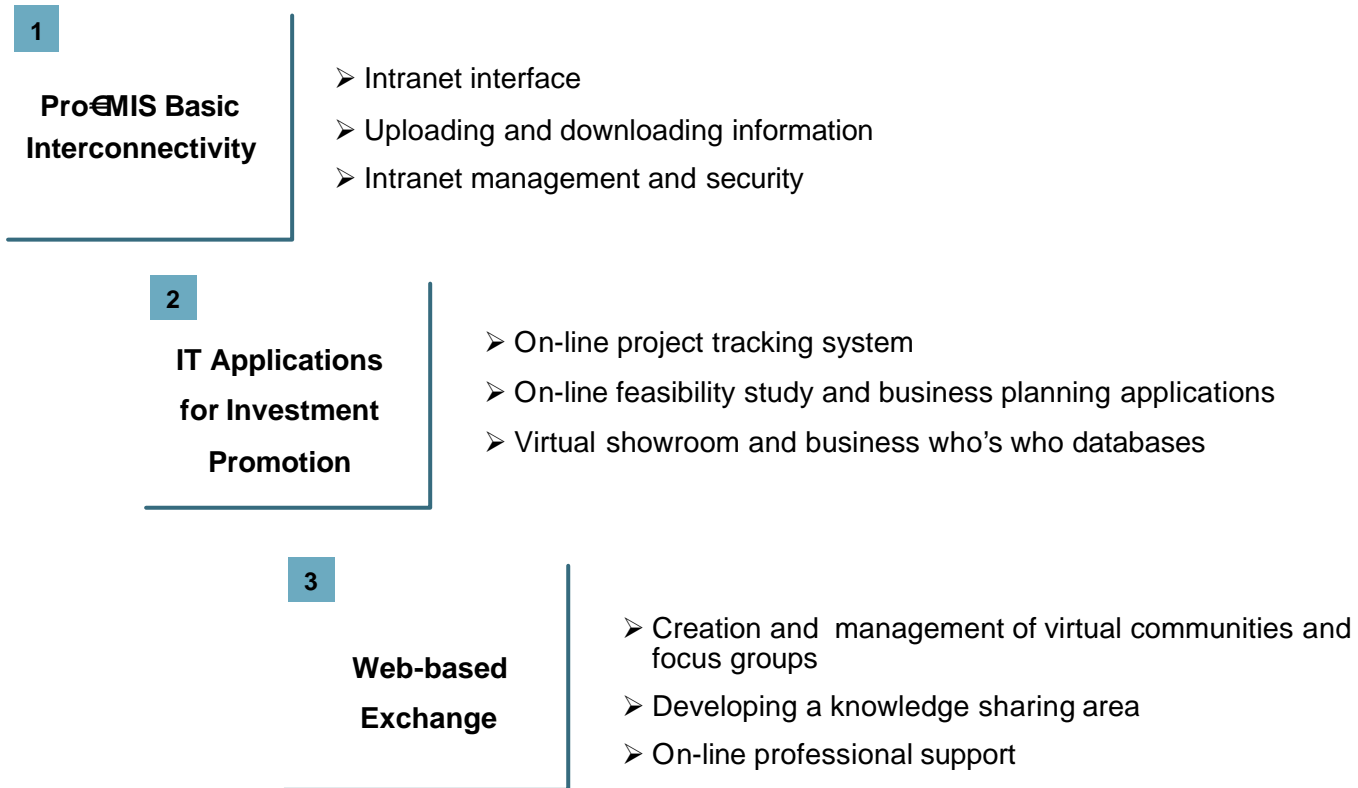 1
Pro€MIS Basic
Interconnectivity
➢ Intranet interface
➢ Uploading and downloading information
➢ Intranet management and security
2
IT Applications
for Investment
Promotion
➢ On-line project tracking system
➢ On-line feasibility study and business planning applications
➢ Virtual showroom and business who's who databases
3
Web-based
Exchange
➢ Creation and management of virtual communities and
focus groups
➢ Developing a knowledge sharing area
➢ On-line professional support